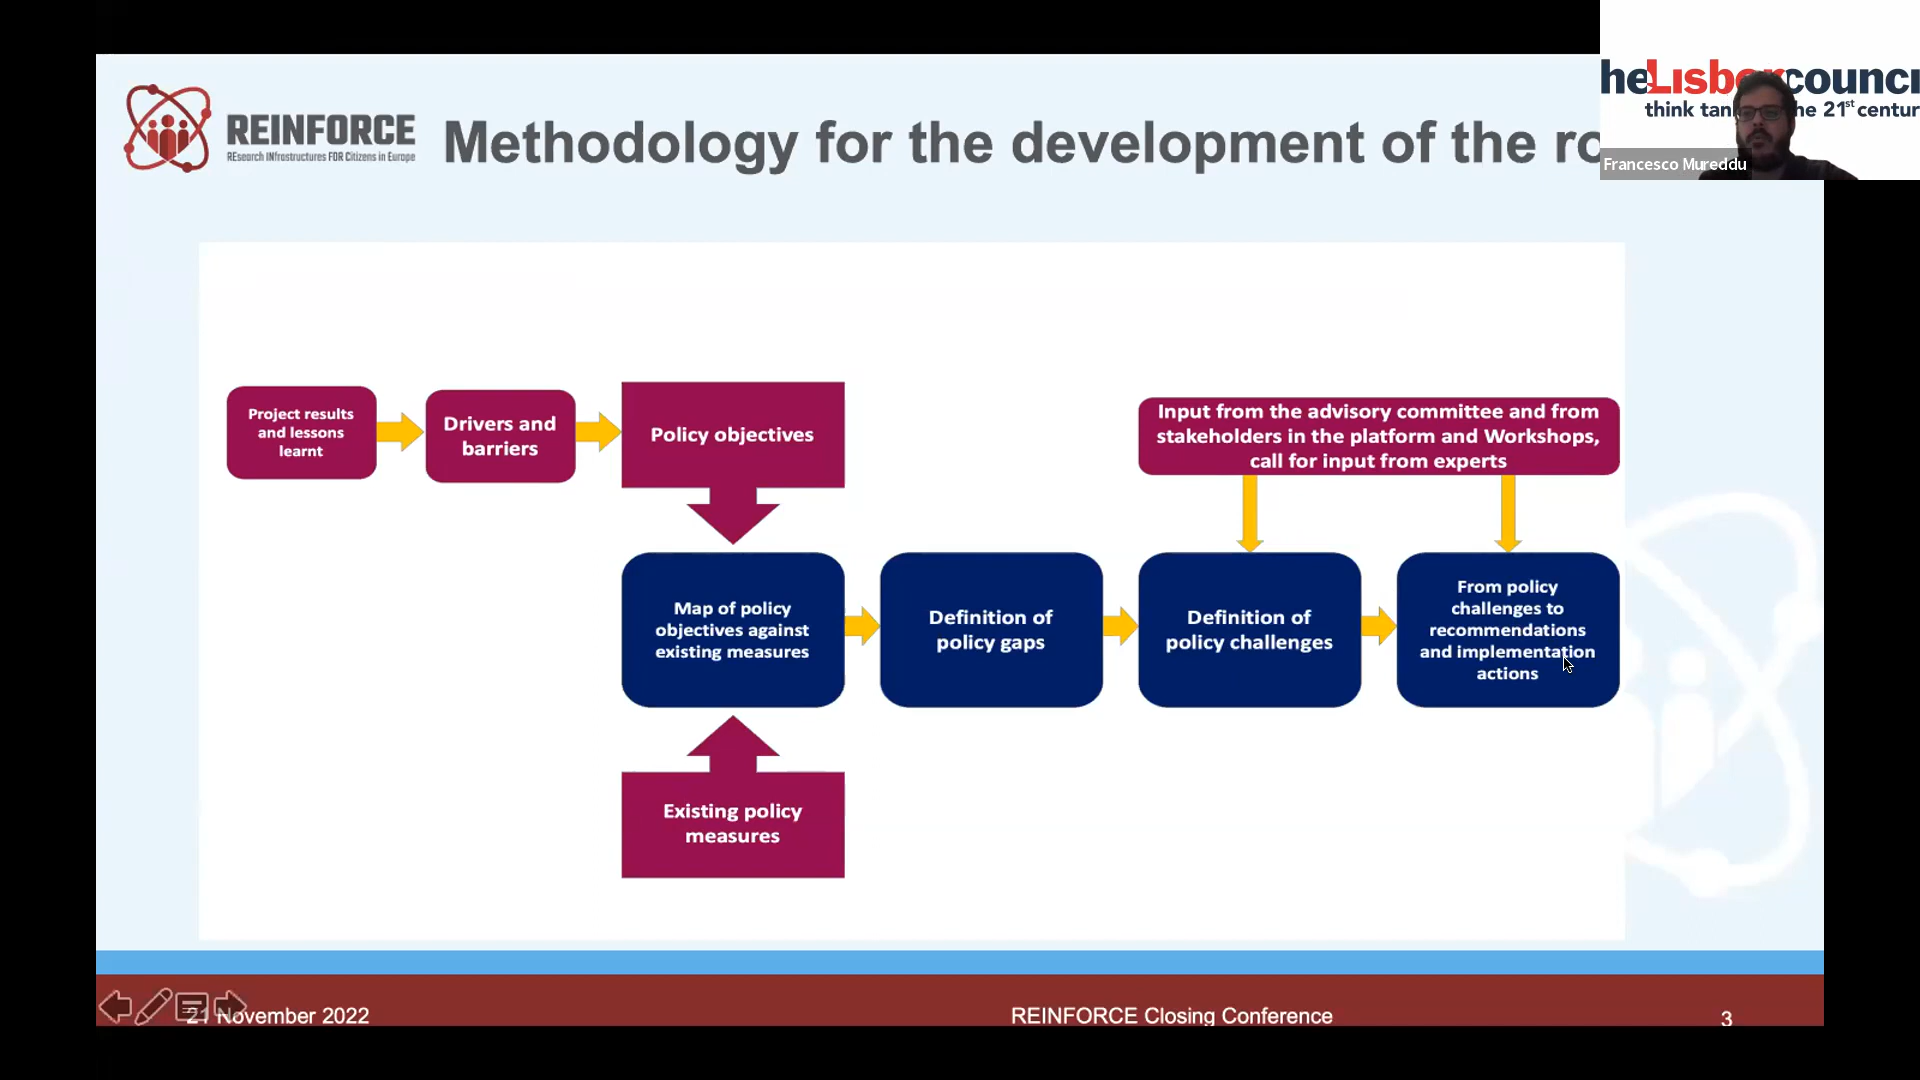 heLisboncounci
think tank the 21st centur
Francesco Mureddu
REINFORCE
REsearch INfrastructures FOR Citizens in Europe
Methodology for the development of the ro
Project results
and lessons
learnt
Drivers and
barriers
Policy objectives
Input from the advisory committee and from
stakeholders in the platform and Workshops,
call for input from experts
Map of policy
objectives against
existing measures
Definition of
policy gaps
Definition of
policy challenges
From policy
challenges to
recommendations
and implementation
actions
Existing policy
measures
21 November 2022
REINFORCE Closing Conference
3